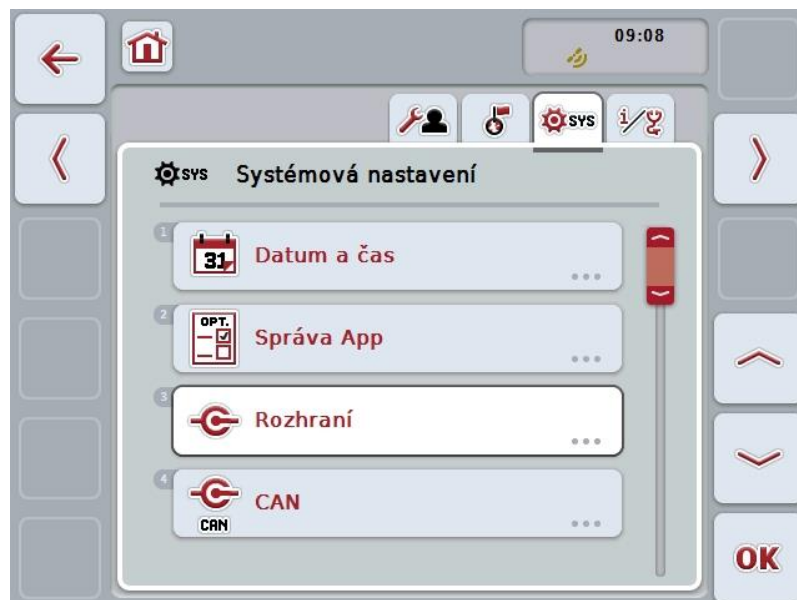 09:08
SYS
i/
SYS Systémová nastavení
1
31
Datum a čas
2
OPT.
Správa App
3
Rozhraní
4
CAN
CAN
OK